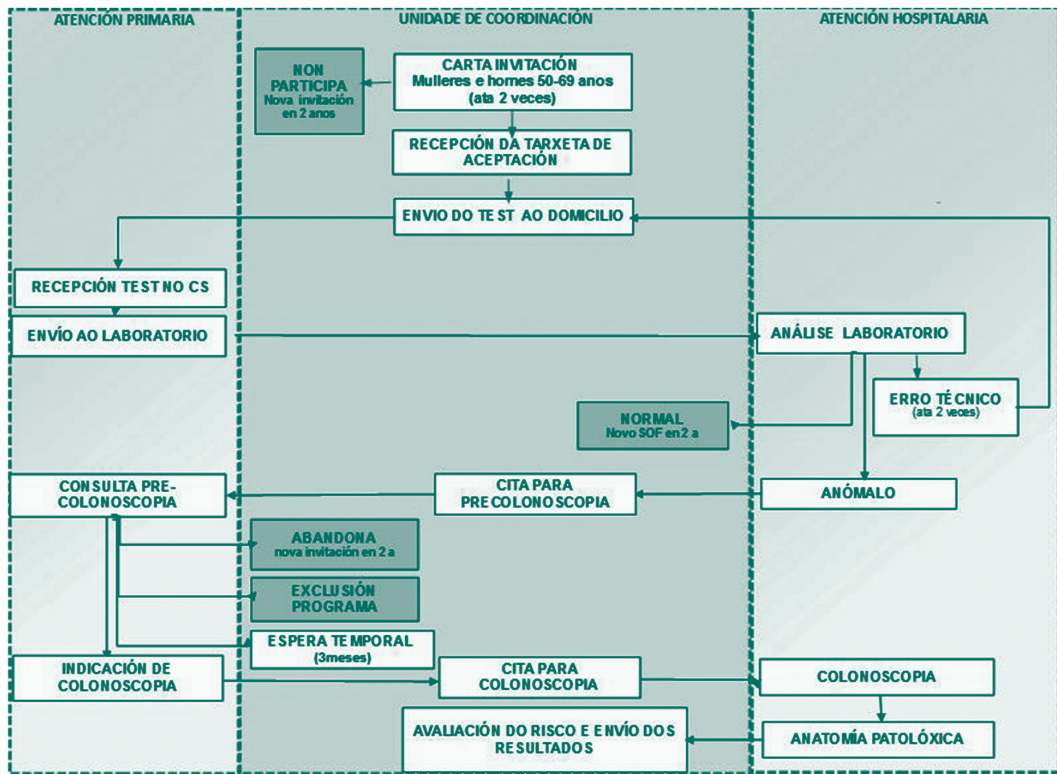 ATENCIÓN PRIMARIA
UNIDADE DE COORDINACIÓN
ATENCIÓN HOSPITALARIA
CARTA INVITACIÓN
Mulleres e homes 50-69 anos
(ata 2 veces)
NON
PARTICIPA
Nova invitación
en 2 anos
RECEPCIÓN DA TARXETA DE
ACEPTACIÓN
ENVIO DO TEST AO DOMICILIO
RECEPCIÓN TEST NO CS
ENVÍO AO LABORATORIO
ANÁLISE LABORATORIO
ERRO TÉCNICO
(ata 2 veces)
NORMAL
Novo SOF en 2 a
CONSULTA PRE-
COLONOSCOPIA
CITA PARA
PRECOLONOSCOPIA
ANÓMALO
ABANDONA
nova invitación en 2 a
EXCLUSIÓN
PROGRAMA
ESPERA TEMPORAL
(3meses)
INDICACIÓN DE
COLONOSCOPIA
CITA PARA
COLONOSCOPIA
COLONOSCOPIA
AVALIACIÓN DO RISCO E ENVÍO DOS
RESULTADOS
ANATOMÍA PATOLÓXICA